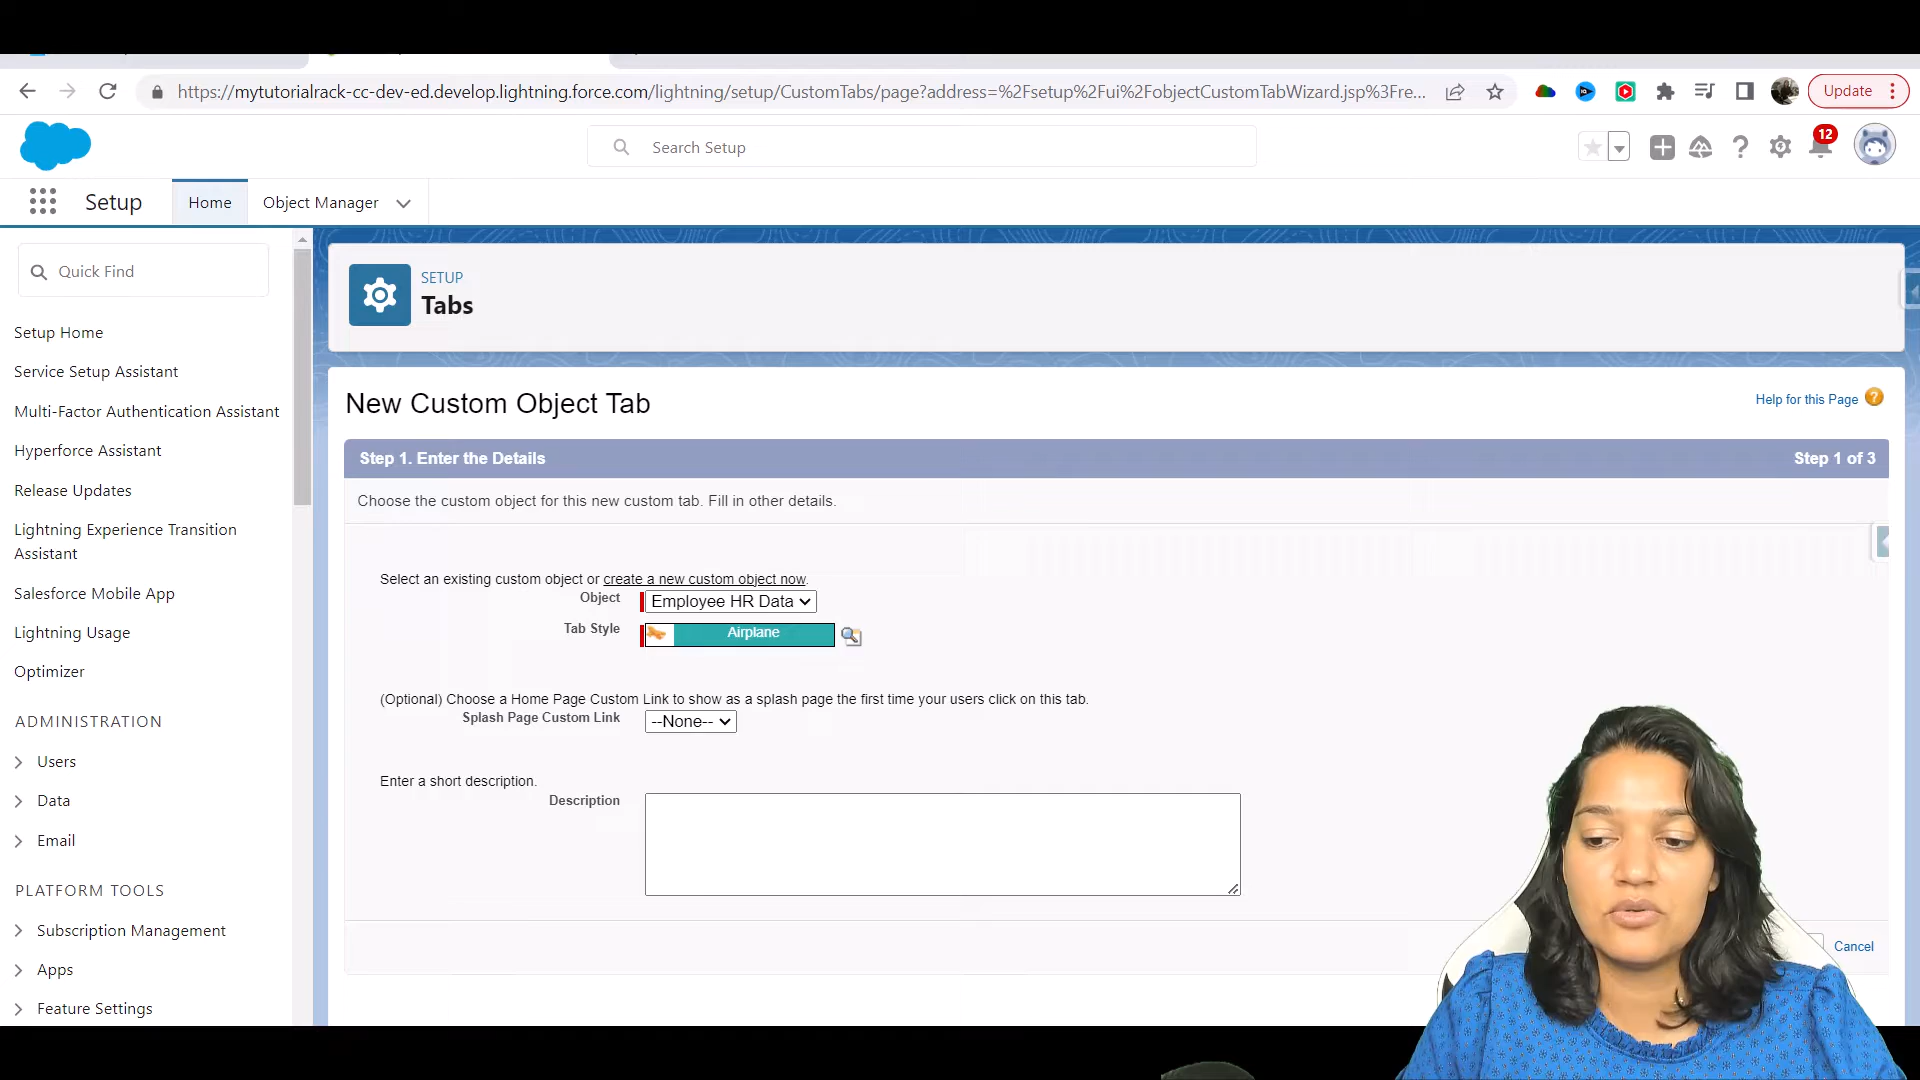 https://mytutorialrack-cc-dev-ed.develop.lightning.force.com/lightning/setup/CustomTabs/page?address=%2Fsetup%2Fui%2FobjectCustomTabWizard.jsp%3Fre...
Update
Search Setup
12
Setup
Home
Object Manager
Quick Find
SETUP
Tabs
Setup Home
Service Setup Assistant
Multi-Factor Authentication Assistant
Hyperforce Assistant
Release Updates
Lightning Experience Transition
Assistant
Salesforce Mobile App
Lightning Usage
Optimizer
ADMINISTRATION
Users
Data
Email
PLATFORM TOOLS
Subscription Management
Apps
Feature Settings
New Custom Object Tab
Help for this Page
Step 1. Enter the Details
Step 1 of 3
Choose the custom object for this new custom tab. Fill in other details.
Select an existing custom object or create a new custom object now.
Object
Employee HR Data
Tab Style
Airplane
(Optional) Choose a Home Page Custom Link to show as a splash page the first time your users click on this tab.
Splash Page Custom Link
--None--
Enter a short description.
Description
Cancel